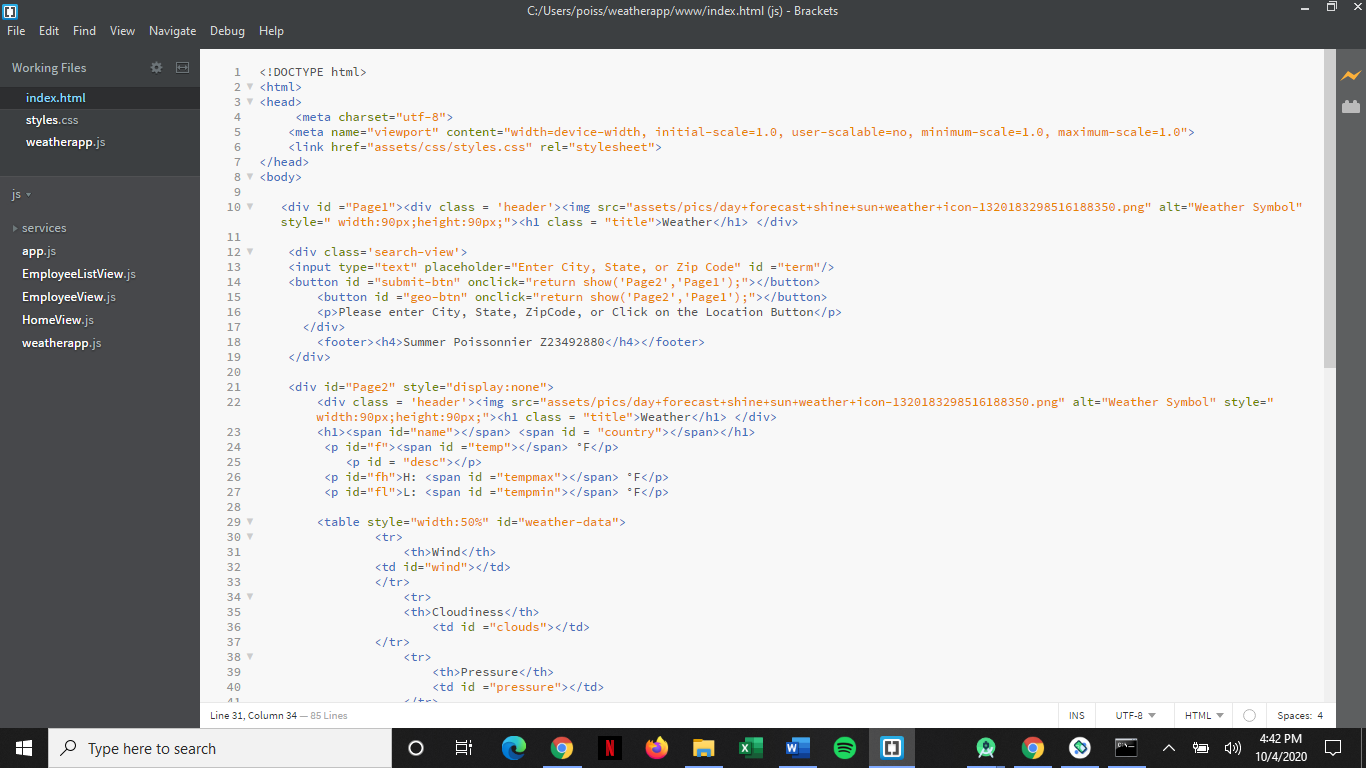 C:/Users/poiss/weatherapp/www/index.html (js) - Brackets
File Edit Find View Navigate Debug Help
Working Files
index.html
styles.css
weatherapp.js
js
services
app.js
EmployeeListView.js
EmployeeView.js
HomeView.js
weatherapp.js
1 <!DOCTYPE html>
2 <html>
3 <head>
4 <meta charset="utf-8">
5 <meta name="viewport" content="width=device-width, initial-scale=1.0, user-scalable=no, minimum-scale=1.0, maximum-scale=1.0">
6 <link href="assets/css/styles.css" rel="stylesheet">
7 </head>
8 <body>
9
10 <div id ="Page1"><div class = 'header'><img src="assets/pics/day+forecast+shine+sun+weather+icon-1320183298516188350.png" alt="Weather Symbol"
style=" width:90px;height:90px;"><h1 class = "title">Weather</h1> </div>
11
12 <div class='search-view'>
13 <input type="text" placeholder="Enter City, State, or Zip Code" id ="term"/>
14 <button id ="submit-btn" onclick="return show('Page2','Page1');"></button>
15 <button id ="geo-btn" onclick="return show('Page2','Page1');"></button>
16 <p>Please enter City, State, ZipCode, or Click on the Location Button</p>
17 </div>
18 <footer><h4>Summer Poissonnier Z23492880</h4></footer>
19 </div>
20
21 <div id="Page2" style="display:none">
22 <div class = 'header'><img src="assets/pics/day+forecast+shine+sun+weather+icon-1320183298516188350.png" alt="Weather Symbol" style="
width:90px;height:90px;"><h1 class = "title">Weather</h1> </div>
23 <h1><span id="name"></span> <span id = "country"></span></h1>
24 <p id="f"><span id ="temp"></span> °F</p>
25 <p id = "desc"></p>
26 <p id="fh">H: <span id ="tempmax"></span> °F</p>
27 <p id="fl">L: <span id ="tempmin"></span> °F</p>
28
29 <table style="width:50%" id="weather-data">
30 <tr>
31 <th>Wind</th>
32 <td id="wind"></td>
33 </tr>
34 <tr>
35 <th>Cloudiness</th>
36 <td id ="clouds"></td>
37 </tr>
38 <tr>
39 <th>Pressure</th>
40 <td id ="pressure"></td>
41 </tr>
Line 31, Column 34 — 85 Lines
INS UTF-8 HTML Spaces: 4
Type here to search
4:42 PM
10/4/2020